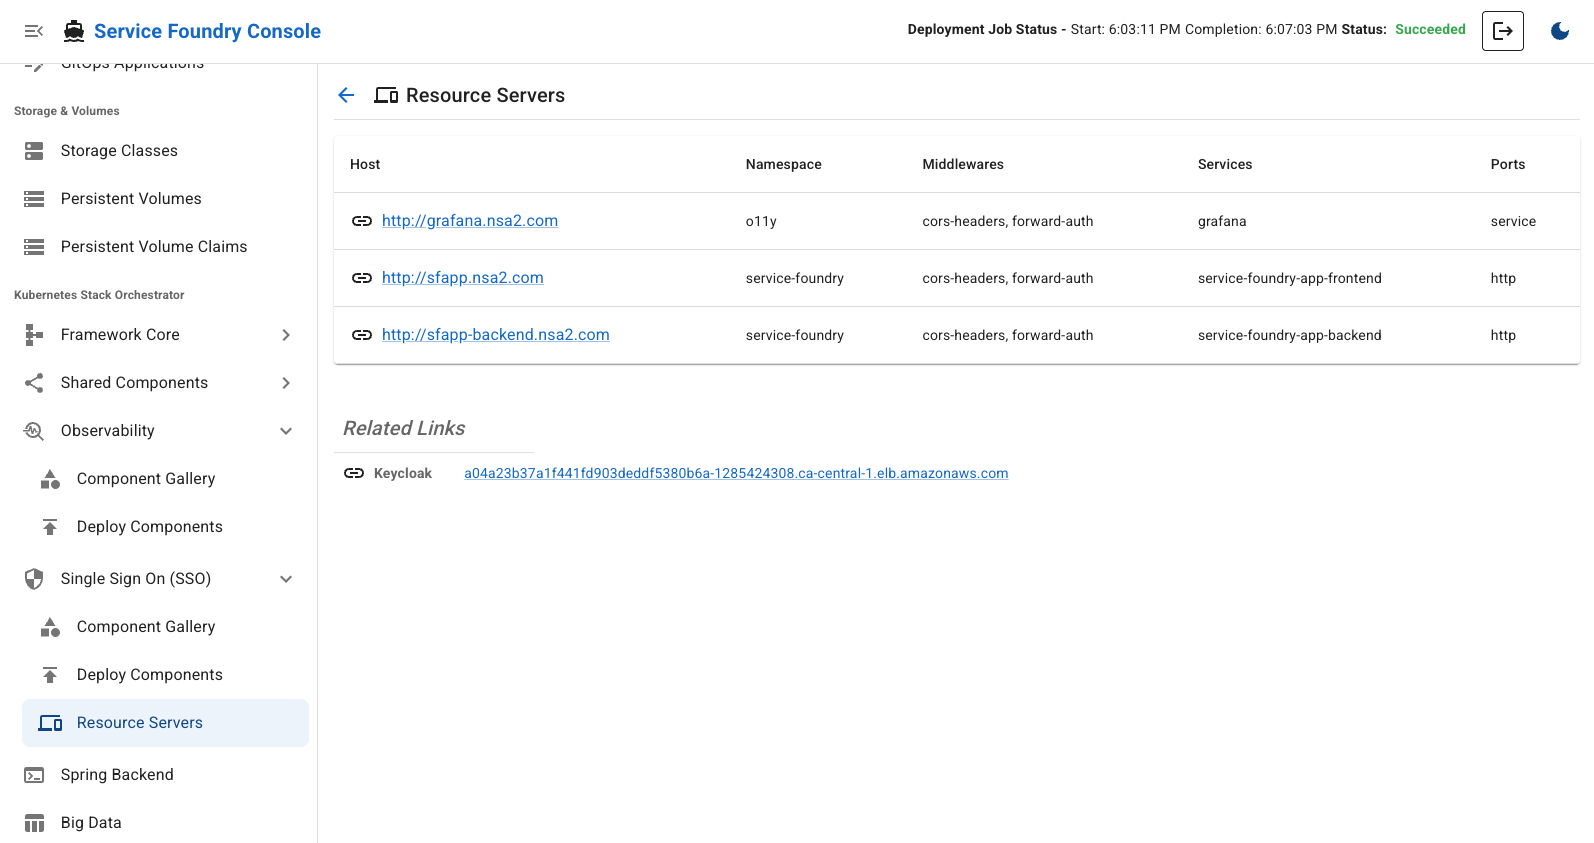 Service Foundry Console
Deployment Job Status - Start: 6:03:11 PM Completion: 6:07:03 PM Status: Succeeded
GitOps Applications
Storage & Volumes
Storage Classes
Persistent Volumes
Persistent Volume Claims
Kubernetes Stack Orchestrator
Framework Core
Shared Components
Observability
Component Gallery
Deploy Components
Single Sign On (SSO)
Component Gallery
Deploy Components
Resource Servers
Spring Backend
Big Data
Resource Servers
Host Namespace Middlewares Services Ports
http://grafana.nsa2.com o11y cors-headers, forward-auth grafana service
http://sfapp.nsa2.com service-foundry cors-headers, forward-auth service-foundry-app-frontend http
http://sfapp-backend.nsa2.com service-foundry cors-headers, forward-auth service-foundry-app-backend http
Related Links
Keycloak a04a23b37a1f441fd903deddf5380b6a-1285424308.ca-central-1.elb.amazonaws.com